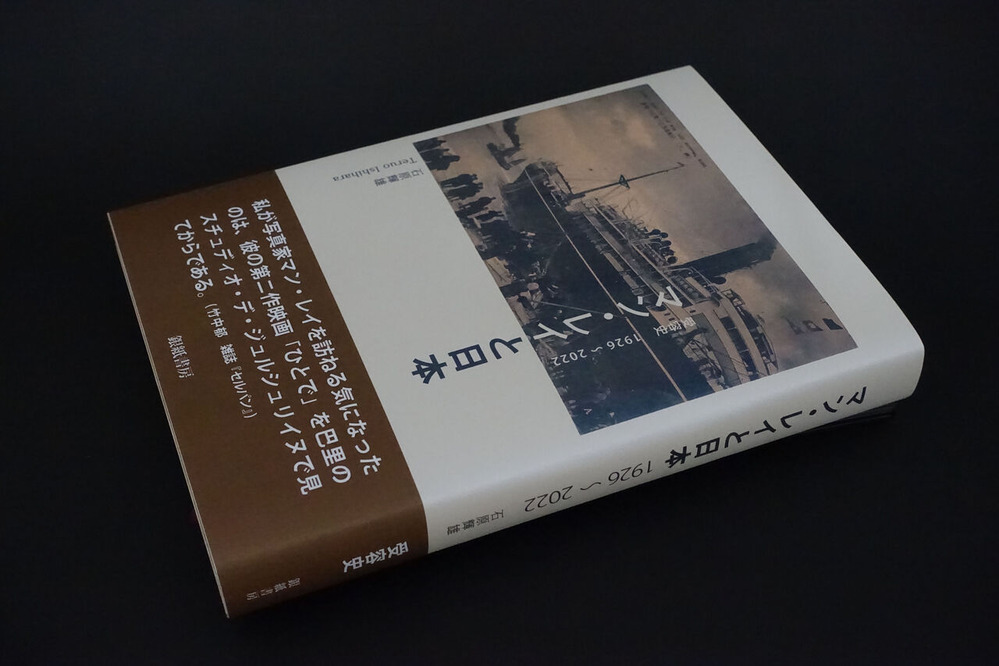 マン・レイと日本
受容史
1926〜2022
石原輝雄
Teruo Ishihara
私が写真家マン・レイを訪ねる気になった
のは、彼の第二作映画「ひとで」を巴里の
スチュディオ・デ・ジュルシュリイヌで見
てからである。(竹中郁 雑誌『セルパン』)
銀紙書房
マン・レイと日本 1926〜2022
石原輝雄
受容史
銀紙書房